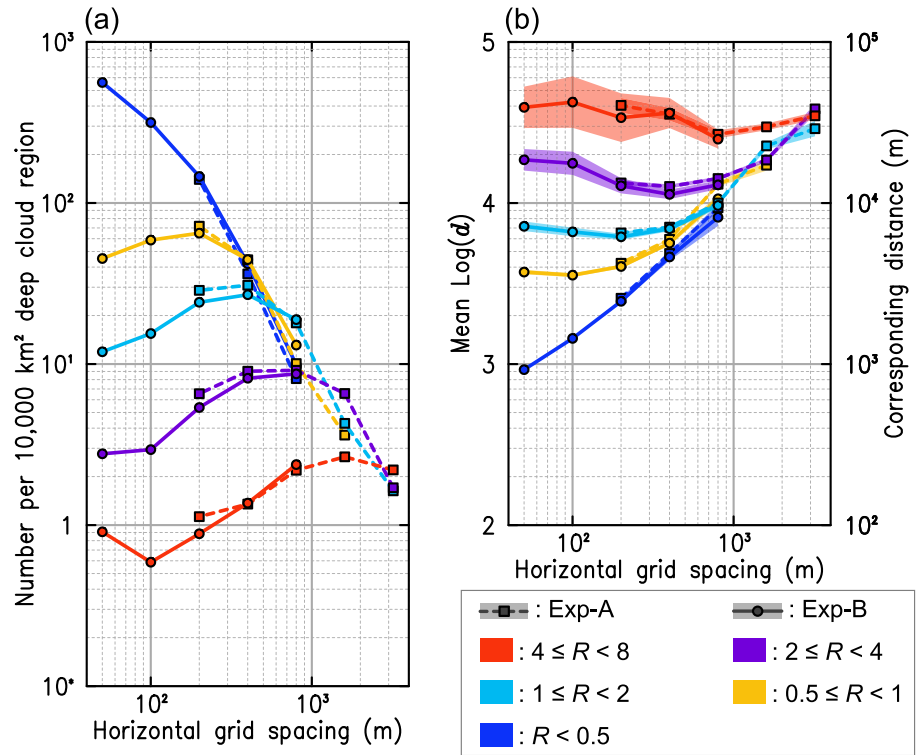 (a)
10³
10²
10¹
1
10°
10²
10³
Number per 10,000 km² deep cloud region
Horizontal grid spacing (m)
(b)
5
4
3
2
10⁵
10⁴
10³
10²
10²
10³
Mean Log(d)
Corresponding distance (m)
Horizontal grid spacing (m)
: Exp-A
: Exp-B
: 4 ≤ R < 8
: 2 ≤ R < 4
: 1 ≤ R < 2
: 0.5 ≤ R < 1
: R < 0.5